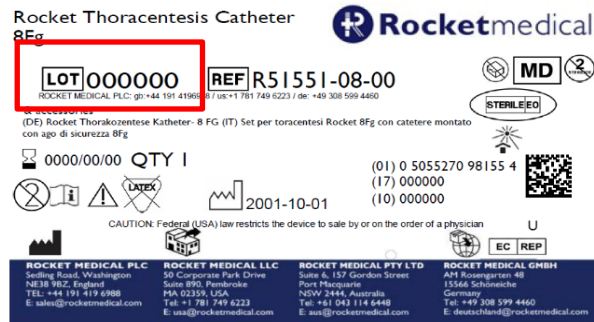 Rocket Thoracentesis Catheter
8Fg
Rocketmedical
LOT 000000 REF R51551-08-00
MD 2
ROCKET MEDICAL PLC: gb:+44 191 4196988 / us:+1 781 749 6223 / de: +49 308 599 4460
STERILE EO
& accessories
(DE) Rocket Thorakozentese Katheter- 8 FG (IT) Set per toracentesi Rocket 8Fg con catetere montato
con ago di sicurezza 8Fg
0000/00/00 QTY 1
(01) 0 5055270 98155 4
(17) 000000
(10) 000000
2 i LATEX
2001-10-01
CAUTION: Federal (USA) law restricts the device to sale by or on the order of a physician U
EC REP
ROCKET MEDICAL PLC
Sedling Road, Washington
NE38 9BZ, England
TEL: +44 191 419 6988
E: sales@rocketmedical.com
ROCKET MEDICAL LLC
50 Corporate Park Drive
Suite 890, Pembroke
MA 02359, USA
Tel: +1 781 749 6223
E: usa@rocketmedical.com
ROCKET MEDICAL PTY LTD
Suite 6, 157 Gordon Street
Port Macquarie
NSW 2444, Australia
Tel: +61 043 114 6448
E: aus@rocketmedical.com
ROCKET MEDICAL GMBH
AM Rosengarten 48
15566 Schöneiche
Germany
Tel: +49 308 599 4460
E: deutschland@rocketmedical.com